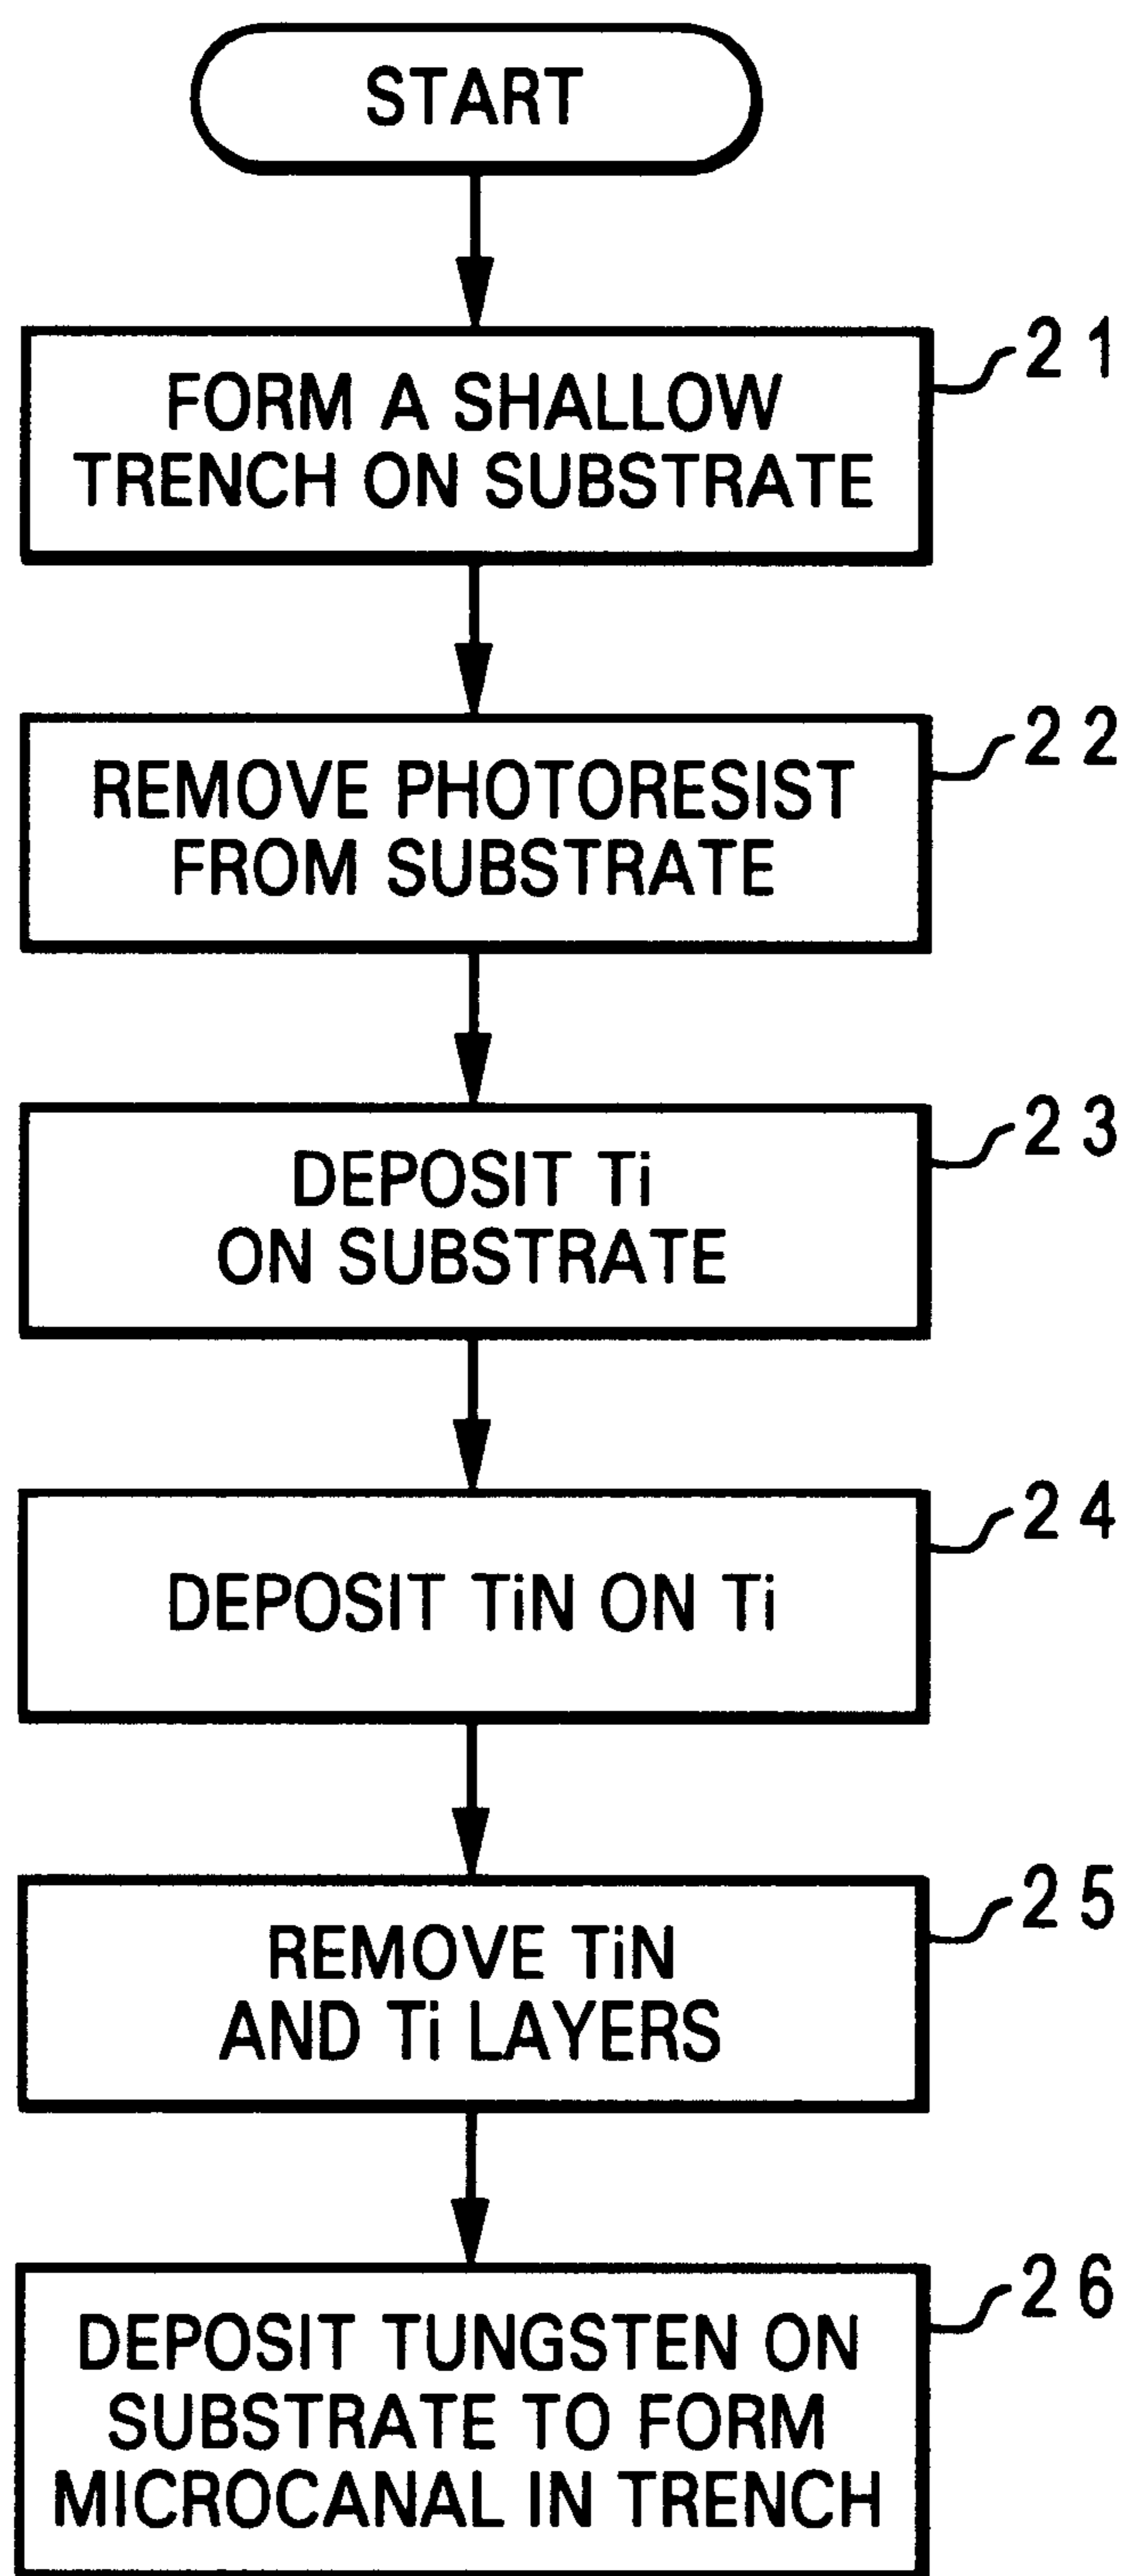 START
FORM A SHALLOW
TRENCH ON SUBSTRATE
21
REMOVE PHOTORESIST
FROM SUBSTRATE
22
DEPOSIT Ti
ON SUBSTRATE
23
DEPOSIT TiN ON Ti
24
REMOVE TiN
AND Ti LAYERS
25
DEPOSIT TUNGSTEN ON
SUBSTRATE TO FORM
MICROCANAL IN TRENCH
26